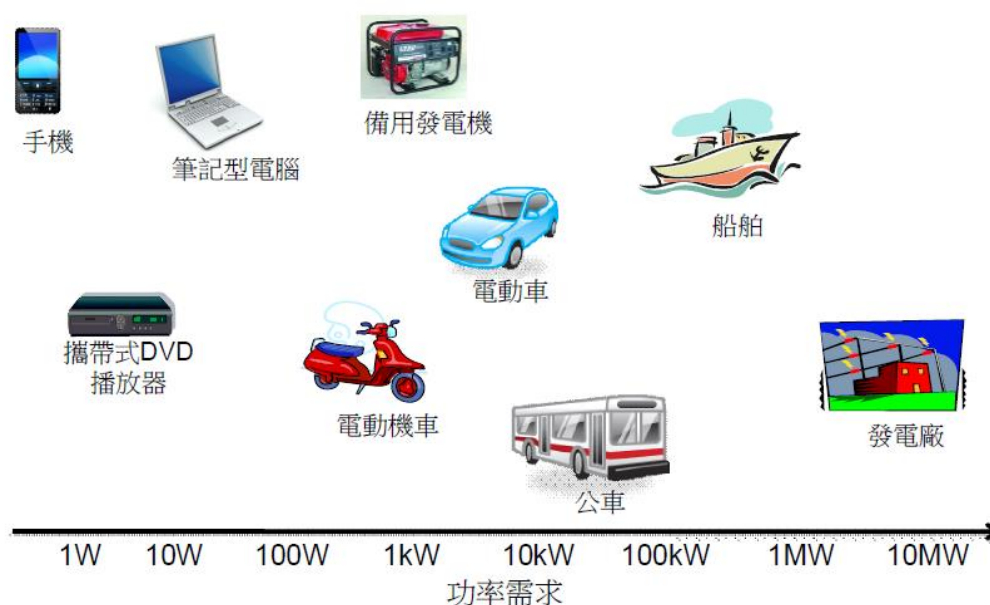 手機
筆記型電腦
備用發電機
船舶
電動車
攜帶式DVD
播放器
電動機車
發電廠
公車
1W 10W 100W 1kW 10kW 100kW 1MW 10MW
功率需求